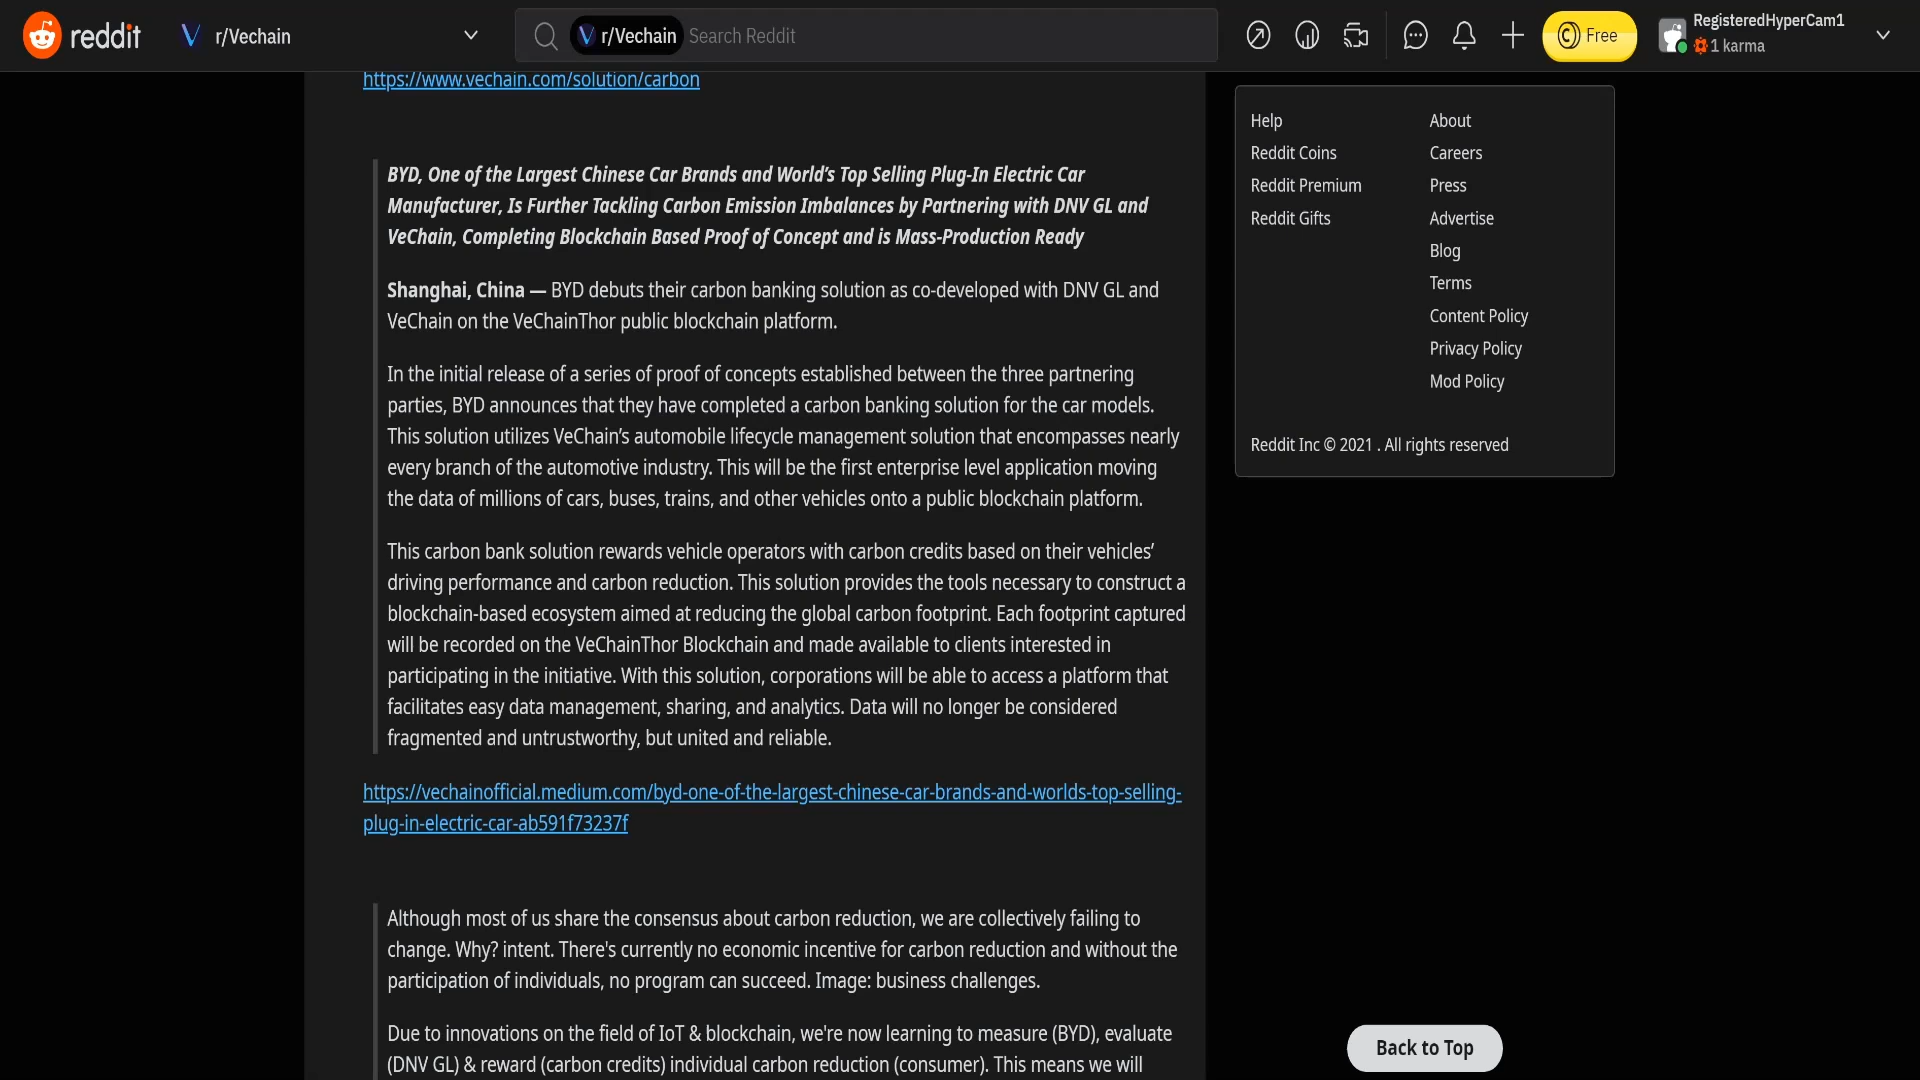 reddit
r/Vechain
r/Vechain Search Reddit
Free
RegisteredHyperCam1
1 karma
https://www.vechain.com/solution/carbon
BYD, One of the Largest Chinese Car Brands and World’s Top Selling Plug-In Electric Car
Manufacturer, Is Further Tackling Carbon Emission Imbalances by Partnering with DNV GL and
VeChain, Completing Blockchain Based Proof of Concept and is Mass-Production Ready
Shanghai, China — BYD debuts their carbon banking solution as co-developed with DNV GL and
VeChain on the VeChainThor public blockchain platform.
In the initial release of a series of proof of concepts established between the three partnering
parties, BYD announces that they have completed a carbon banking solution for the car models.
This solution utilizes VeChain’s automobile lifecycle management solution that encompasses nearly
every branch of the automotive industry. This will be the first enterprise level application moving
the data of millions of cars, buses, trains, and other vehicles onto a public blockchain platform.
This carbon bank solution rewards vehicle operators with carbon credits based on their vehicles’
driving performance and carbon reduction. This solution provides the tools necessary to construct a
blockchain-based ecosystem aimed at reducing the global carbon footprint. Each footprint captured
will be recorded on the VeChainThor Blockchain and made available to clients interested in
participating in the initiative. With this solution, corporations will be able to access a platform that
facilitates easy data management, sharing, and analytics. Data will no longer be considered
fragmented and untrustworthy, but united and reliable.
https://vechainofficial.medium.com/byd-one-of-the-largest-chinese-car-brands-and-worlds-top-selling-
plug-in-electric-car-ab591f73237f
Although most of us share the consensus about carbon reduction, we are collectively failing to
change. Why? intent. There's currently no economic incentive for carbon reduction and without the
participation of individuals, no program can succeed. Image: business challenges.
Due to innovations on the field of IoT & blockchain, we're now learning to measure (BYD), evaluate
(DNV GL) & reward (carbon credits) individual carbon reduction (consumer). This means we will
Help
Reddit Coins
Reddit Premium
Reddit Gifts
About
Careers
Press
Advertise
Blog
Terms
Content Policy
Privacy Policy
Mod Policy
Reddit Inc © 2021 . All rights reserved
Back to Top